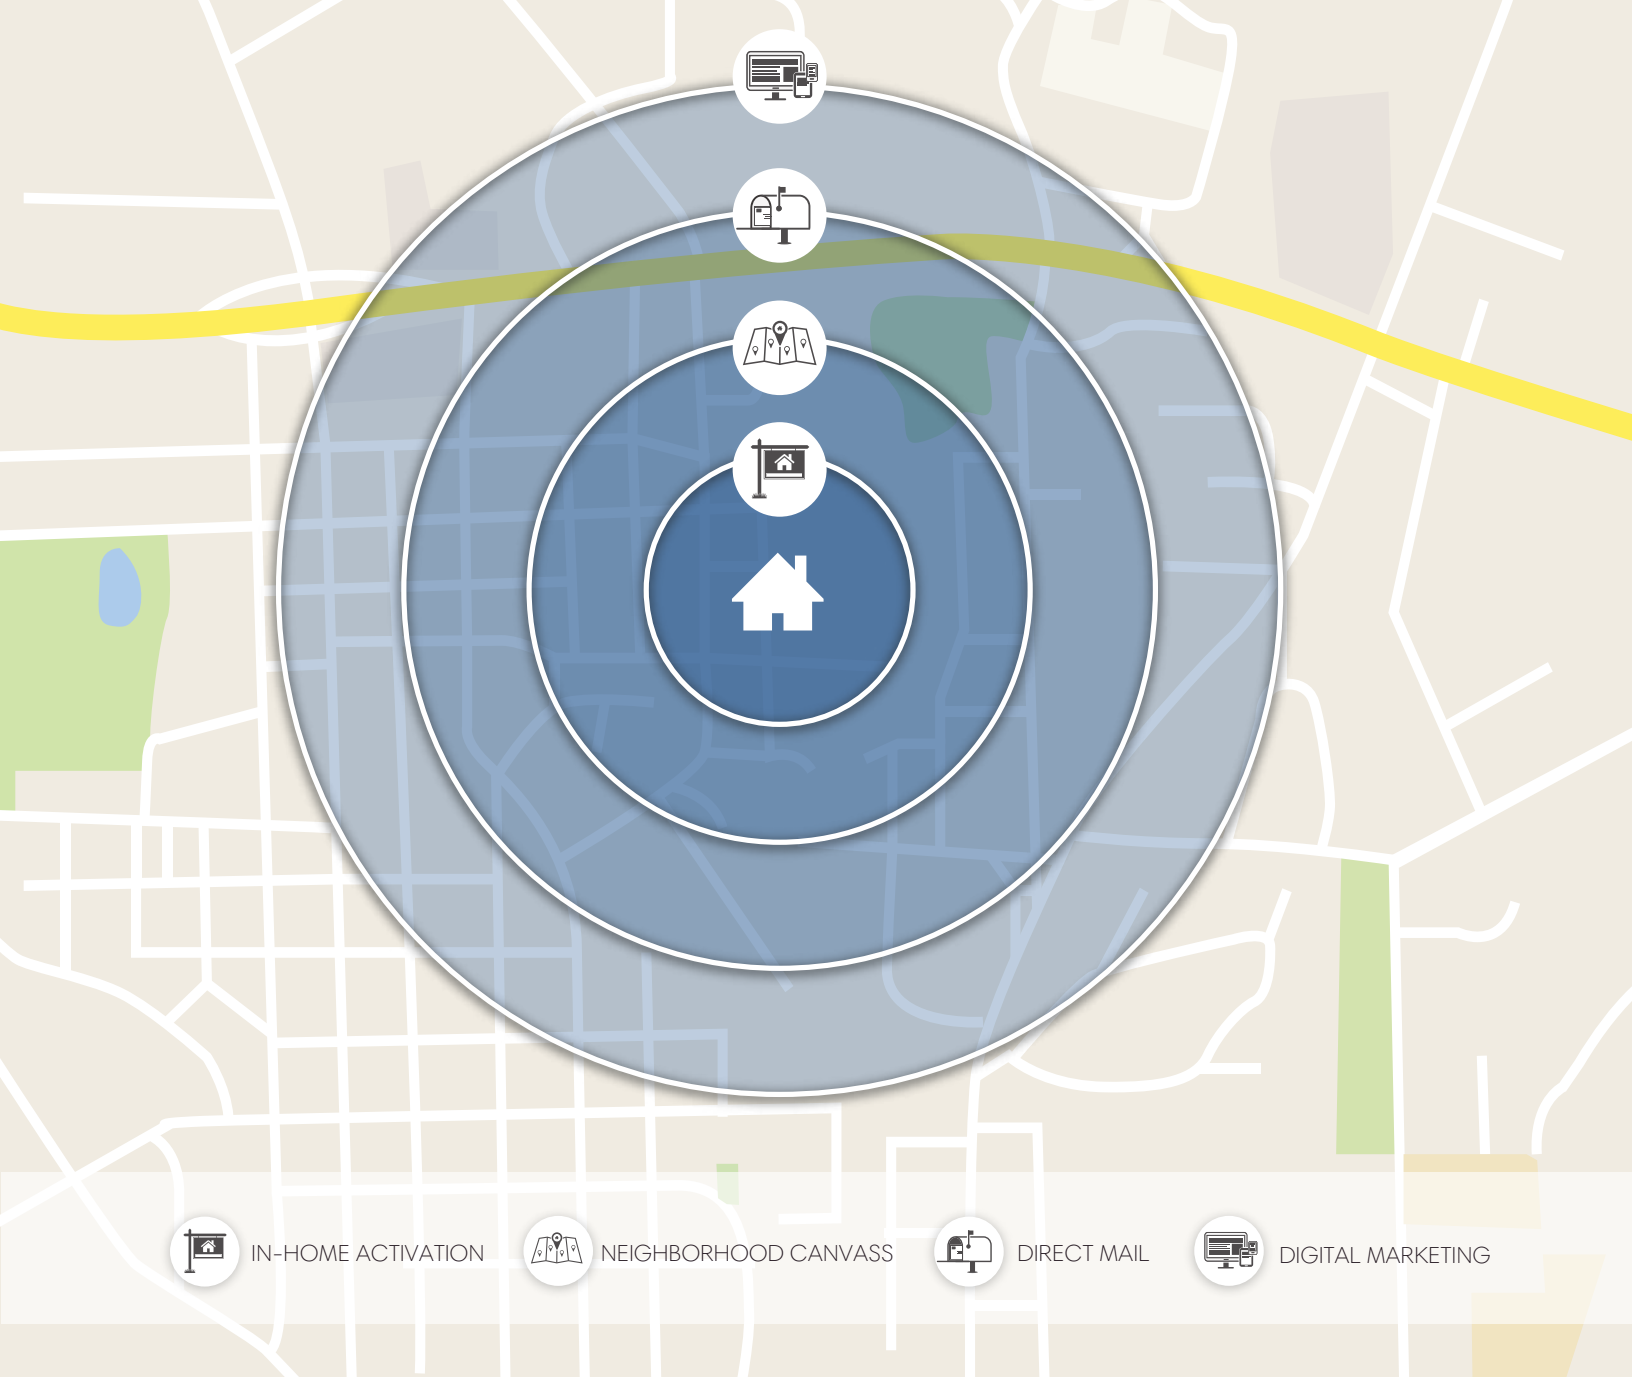 IN-HOME ACTIVATION
NEIGHBORHOOD CANVASS
DIRECT MAIL
DIGITAL MARKETING